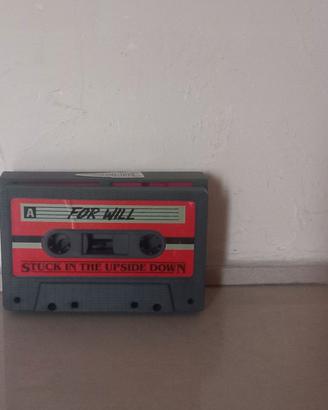 A FOR WILL
STUCK IN THE UPSIDE DOWN